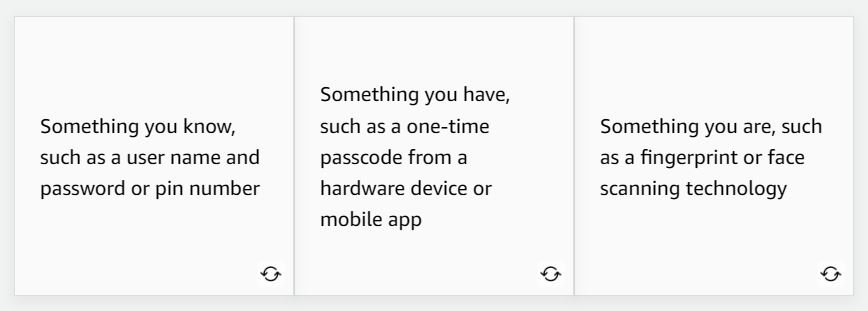 Something you know,
such as a user name and
password or pin number
Something you have,
such as a one-time
passcode from a
hardware device or
mobile app
Something you are, such
as a fingerprint or face
scanning technology